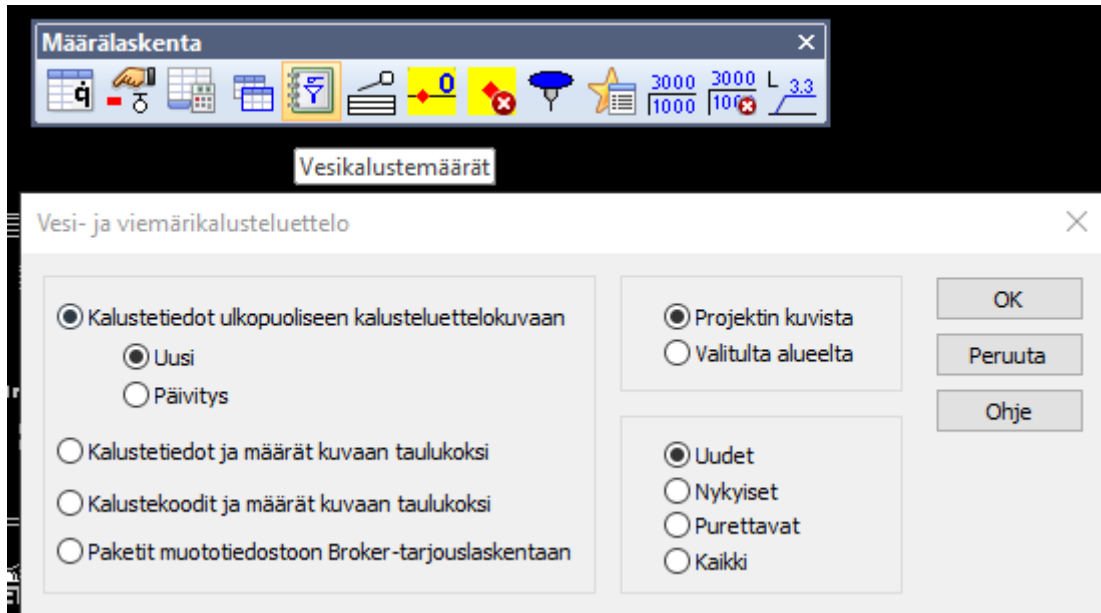 Määrälaskenta
q
0
3000
1000
3000
100
L 3.3
Vesikalustemäärät
Vesi- ja viemärikalusteluettelo
Kalustetiedot ulkopuoliseen kalusteluettelokuvaan
Uusi
Päivitys
Kalustetiedot ja määrät kuvaan taulukoksi
Kalustekoodit ja määrät kuvaan taulukoksi
Paketit muototiedostoon Broker-tarjouslaskentaan
Projektin kuvista
Valitulta alueelta
Uudet
Nykyiset
Purettavat
Kaikki
OK
Peruuta
Ohje